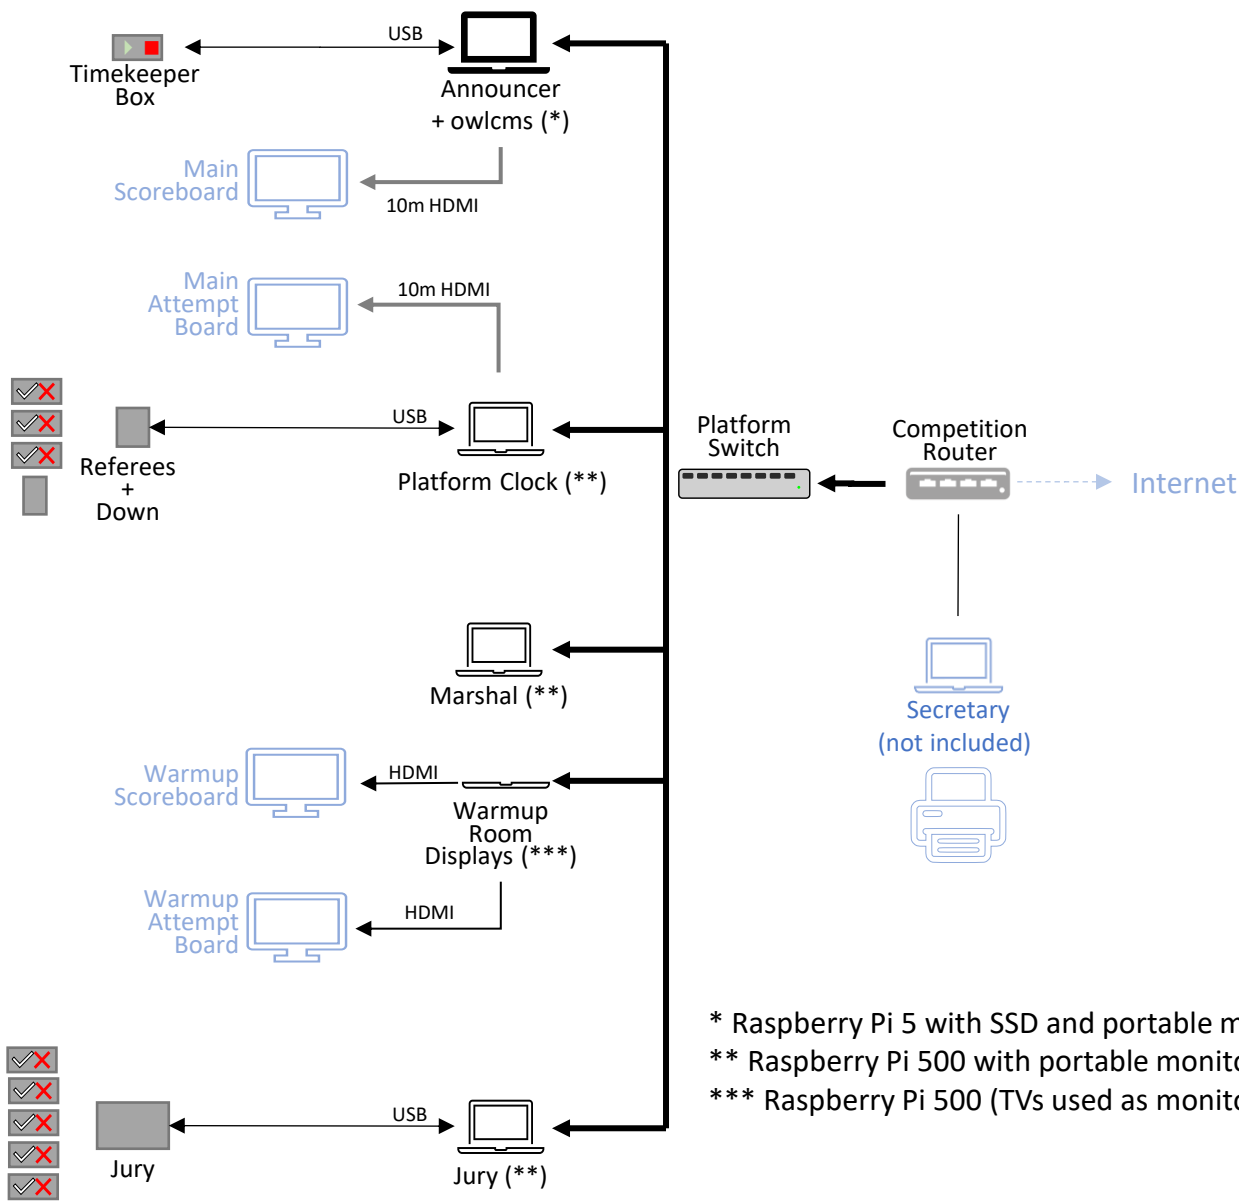 USB
Timekeeper
Box
Announcer
+ owlcms (*)
Main
Scoreboard
10m HDMI
Main
Attempt
Board
10m HDMI
USB
Referees
+
Down
Platform Clock (**)
Platform
Switch
Competition
Router
Internet
Marshal (**)
Secretary
(not included)
Warmup
Scoreboard
HDMI
Warmup
Room
Displays (***)
Warmup
Attempt
Board
HDMI
* Raspberry Pi 5 with SSD and portable m
** Raspberry Pi 500 with portable monito
*** Raspberry Pi 500 (TVs used as monito
USB
Jury
Jury (**)